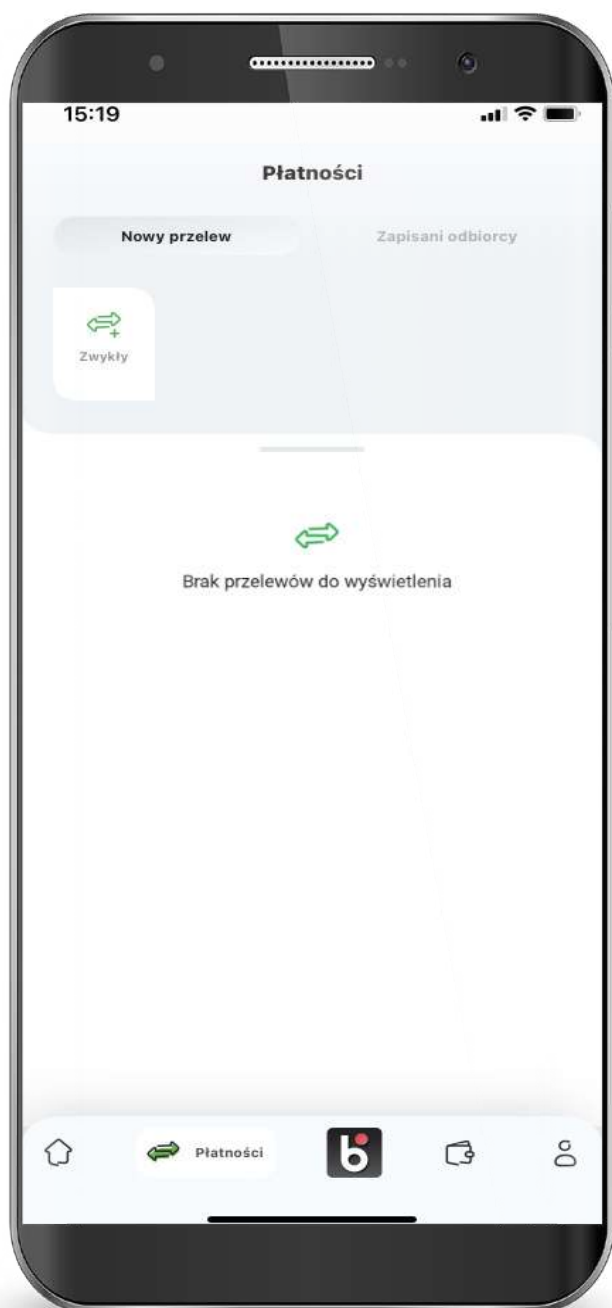 15:19
Płatności
Nowy przelew
Zapisani odbiorcy
Zwykły
Brak przelewów do wyświetlenia
Płatności